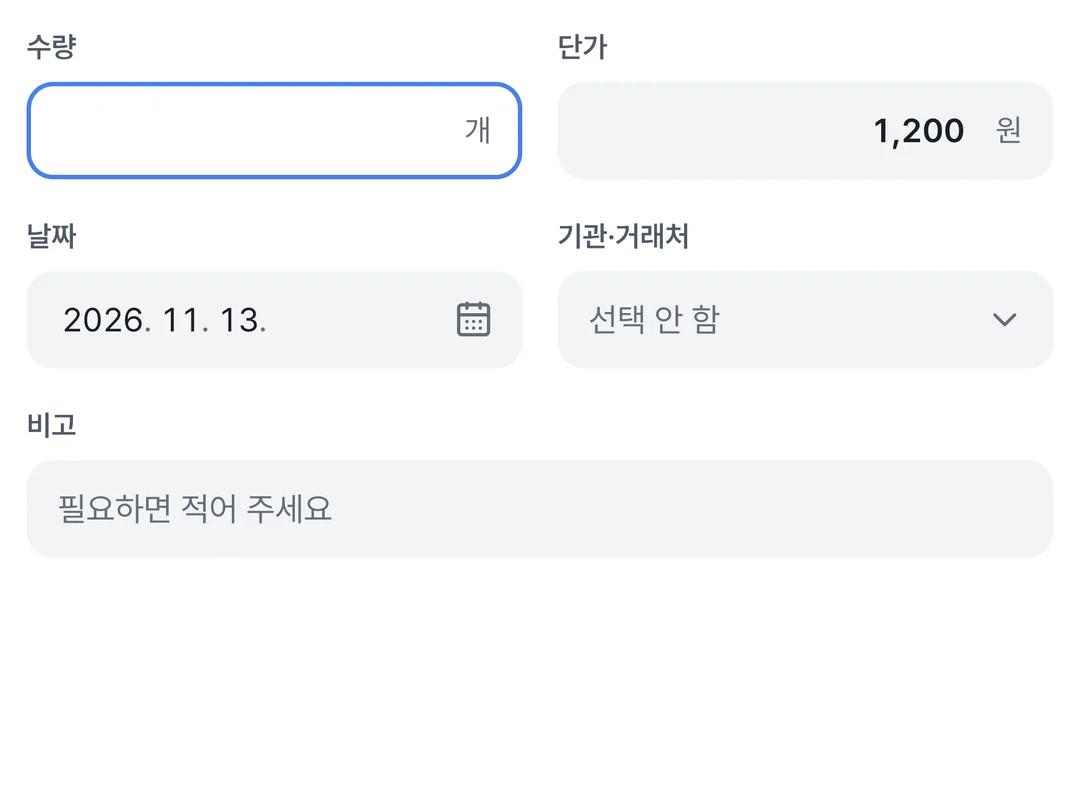 수량
단가
개
1,200 원
날짜
기관·거래처
2026. 11. 13.
선택 안 함
비고
필요하면 적어 주세요